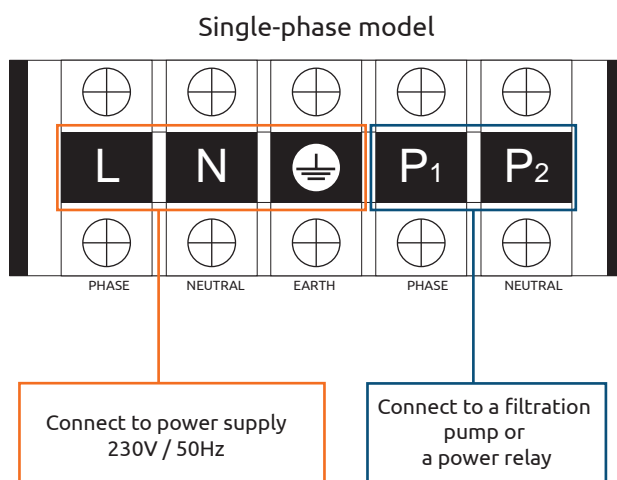 Single-phase model
L N P1 P2
PHASE NEUTRAL EARTH PHASE NEUTRAL
Connect to power supply
230V / 50Hz
Connect to a filtration
pump or
a power relay